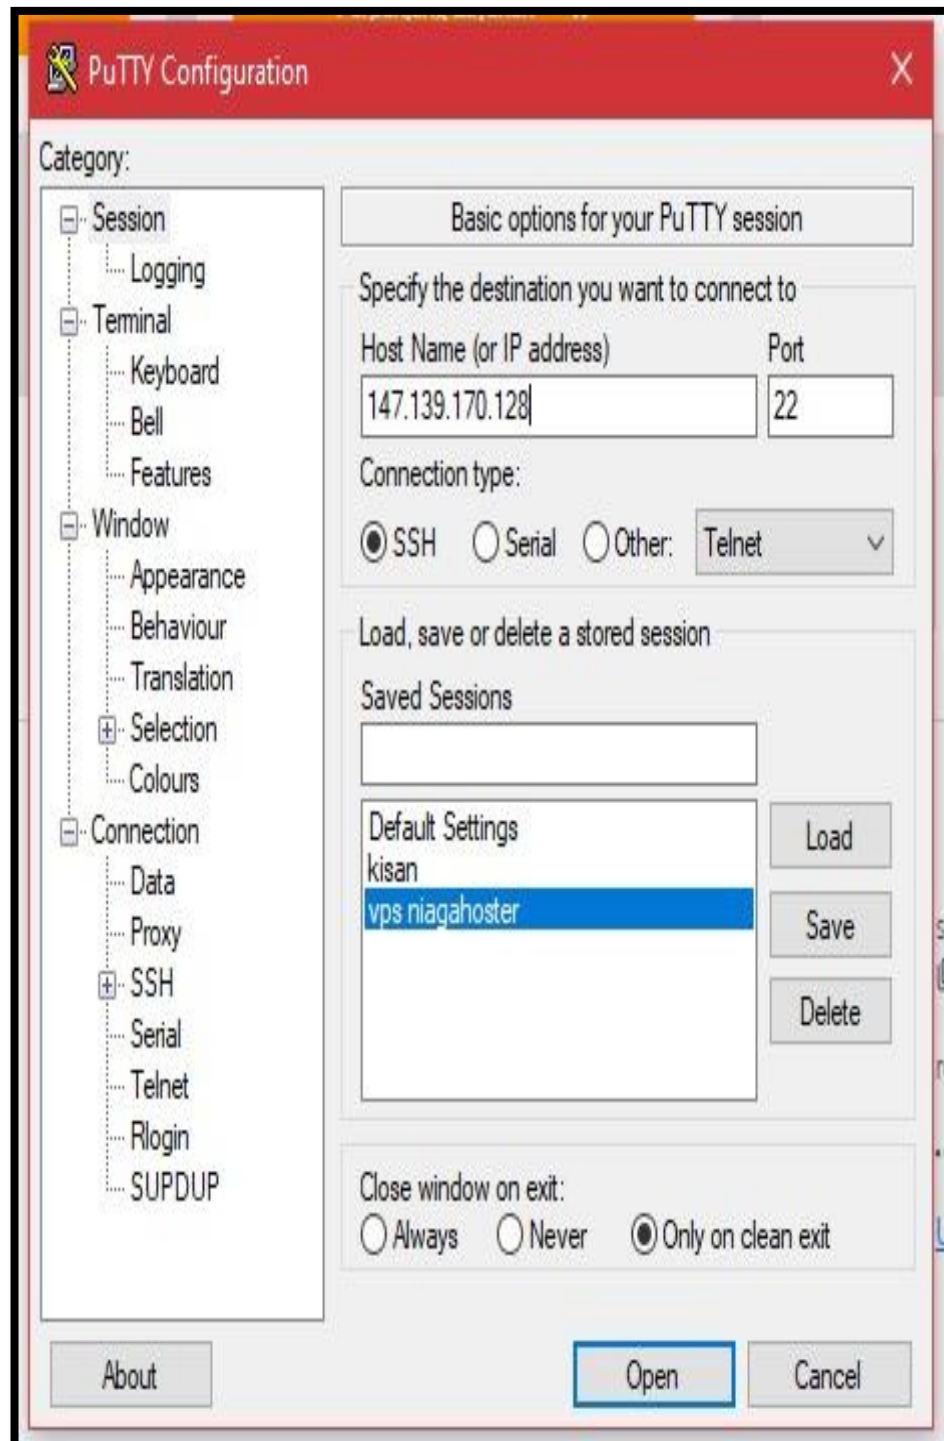 PuTTY Configuration
Category:
Session
Logging
Terminal
Keyboard
Bell
Features
Window
Appearance
Behaviour
Translation
Selection
Colours
Connection
Data
Proxy
SSH
Serial
Telnet
Rlogin
SUPDUP
Basic options for your PuTTY session
Specify the destination you want to connect to
Host Name (or IP address) Port
147.139.170.128 22
Connection type:
SSH Serial Other: Telnet
Load, save or delete a stored session
Saved Sessions
Default Settings
kisan
vps niagahoster
Load
Save
Delete
Close window on exit:
Always Never Only on clean exit
About Open Cancel